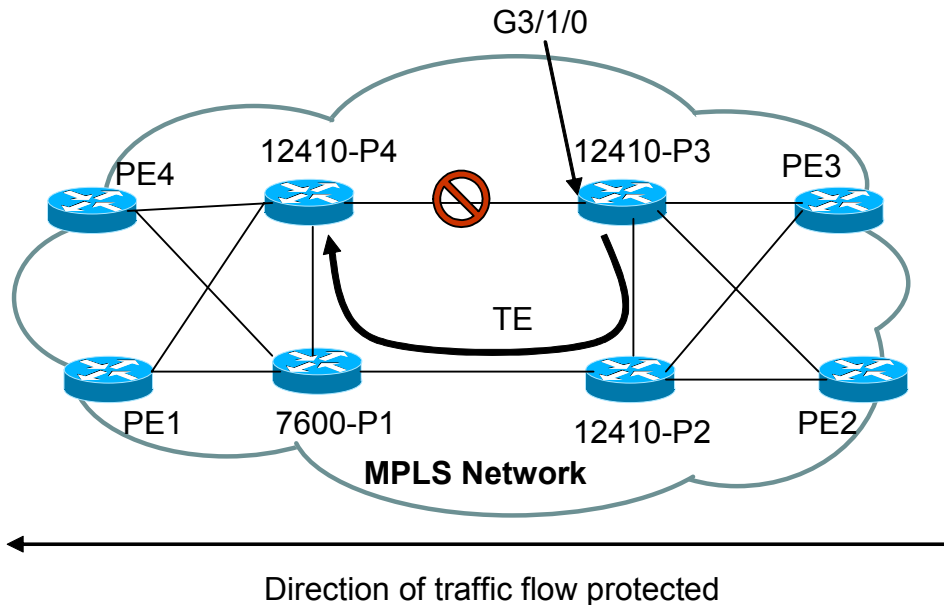 G3/1/0
12410-P4
12410-P3
PE4
PE3
TE
PE1
7600-P1
12410-P2
PE2
MPLS Network
Direction of traffic flow protected